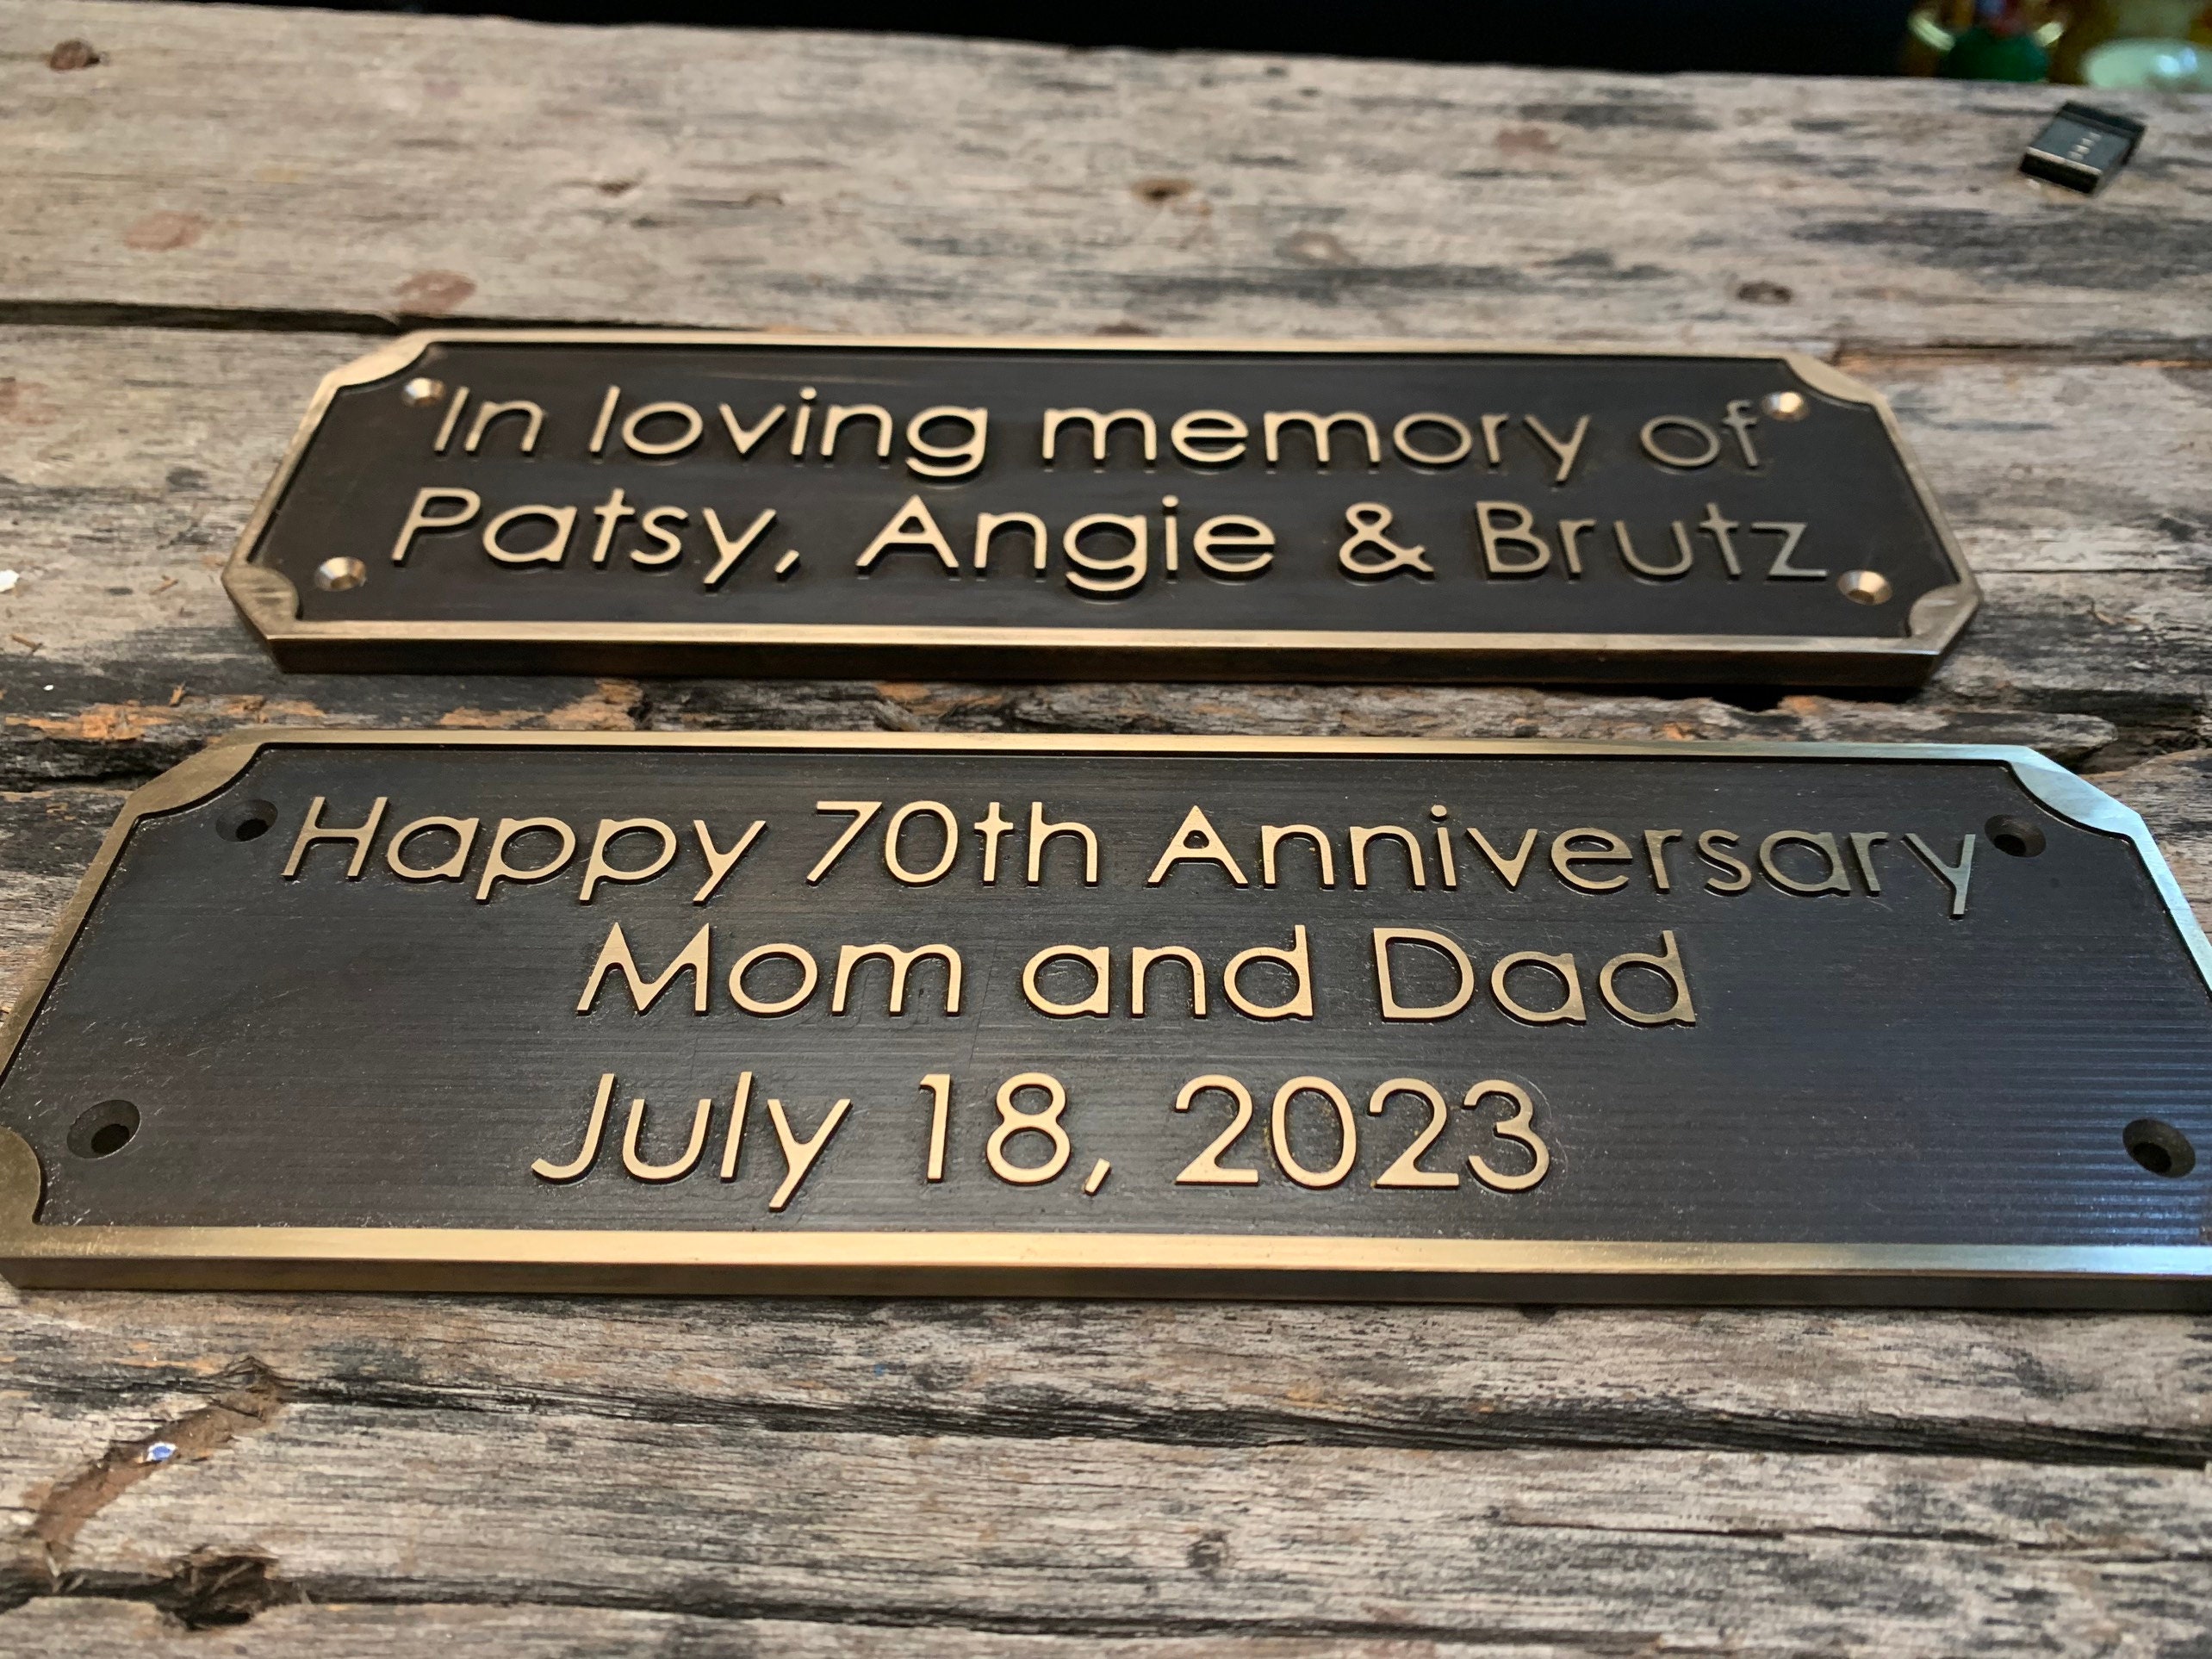 In loving memory of
Patsy, Angie & Brutz
Happy 70th Anniversary
Mom and Dad
July 18, 2023